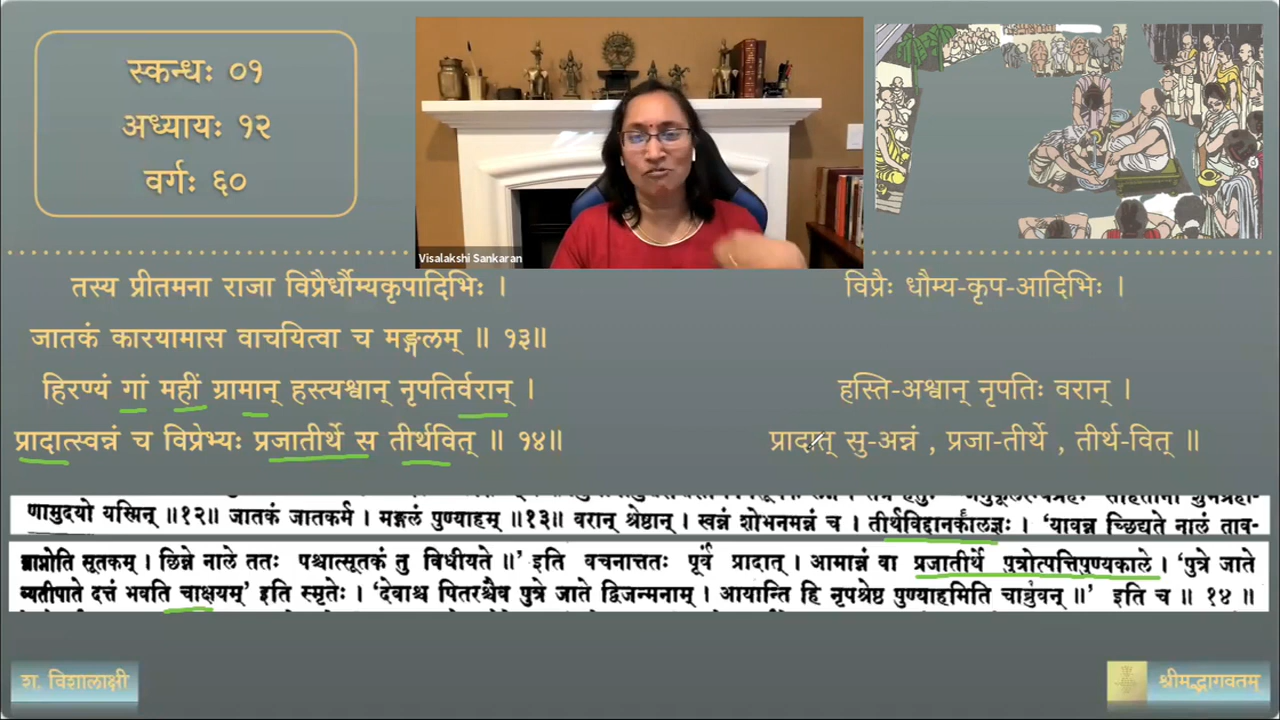 स्कन्धः ०१
अध्यायः १२
वर्गः ६०
Visalakshi Sankaran
तस्य प्रीतमना राजा विप्रैर्धौम्यकृपादिभिः ।
विप्रैः धौम्य-कृप-आदिभिः ।
जातकं कारयामास वाचयित्वा च मङ्गलम् ॥ १३॥
हिरण्यं गां महीं ग्रामान् हस्त्यश्वान् नृपतिर्वरान् ।
हस्ति-अश्वान् नृपतिः वरान् ।
प्रादात्स्वन्नं च विप्रेभ्यः प्रजातीर्थे स तीर्थवित् ॥ १४॥
प्रादात् सु-अन्नं , प्रजा-तीर्थे , तीर्थ-वित् ॥
णामुदयो यस्मिन् ॥१२॥ जातकं जातकर्म । मङ्गलं पुण्याहम् ॥१३॥ वरान् श्रेष्ठान् । स्वन्नं शोभनमन्नं च । तीर्थविद्दानकालज्ञः । 'यावन्न च्छिद्यते नालं ताव-
न्नाप्नोति सूतकम् । छिन्ने नाले ततः पश्चात्सूतकं तु विधीयते ॥' इति वचनात्ततः पूर्वं प्रादात् । आमान्नं वा प्रजातीर्थे पुत्रोत्पत्तिपुण्यकाले । 'पुत्रे जाते
व्यतीपाते दत्तं भवति चाक्षयम्' इति स्मृतेः । 'देवाश्च पितरश्चैव पुत्रे जाते द्विजन्मनाम् । आयान्ति हि नृपश्रेष्ठ पुण्याहमिति चाब्रुवन् ॥' इति च ॥ १४ ॥
श. विशालाक्षी
श्रीमद्भागवतम्